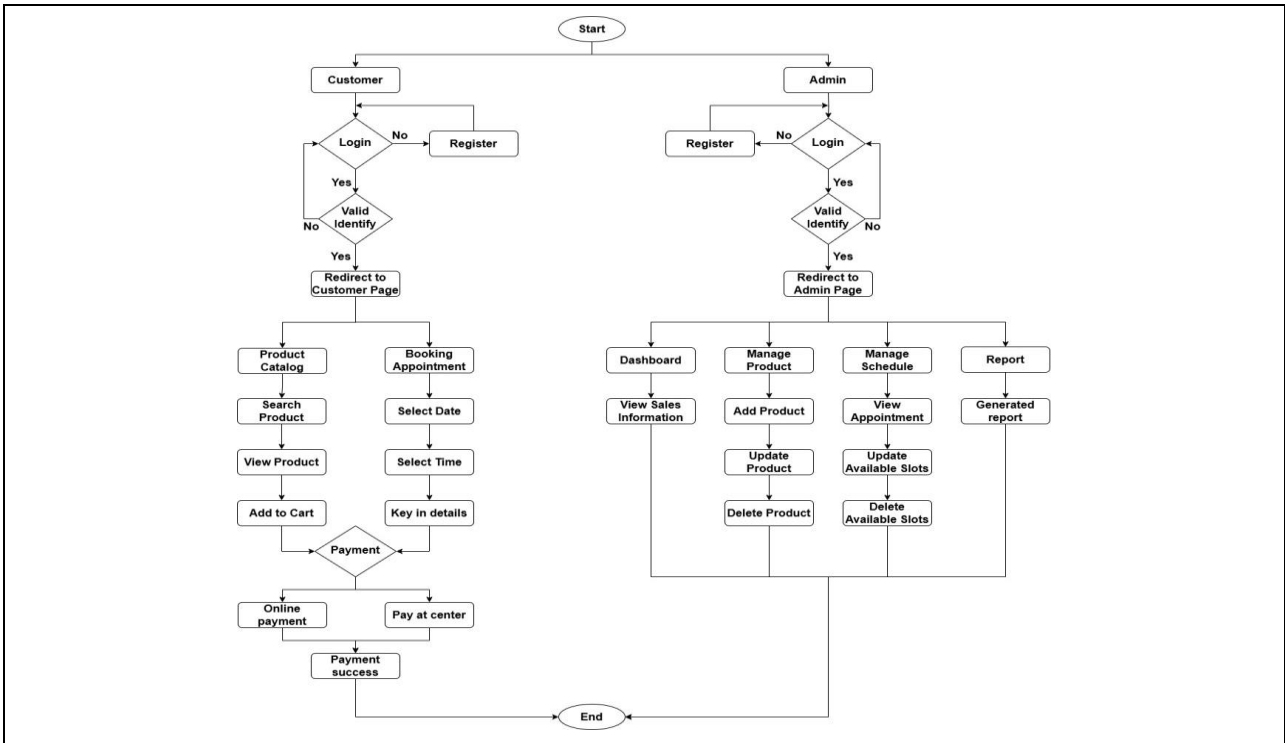 Start
Customer
Admin
Login
No
Register
Register
No
Login
Yes
Yes
Valid
Identify
No
Valid
Identify
No
Yes
Yes
Redirect to
Customer Page
Redirect to
Admin Page
Product
Catalog
Booking
Appointment
Dashboard
Manage
Product
Manage
Schedule
Report
Search
Product
Select Date
View Sales
Information
Add Product
View
Appointment
Generated
report
View Product
Select Time
Update
Product
Update
Available Slots
Add to Cart
Key in details
Delete Product
Delete
Available Slots
Payment
Online
payment
Pay at center
Payment
success
End